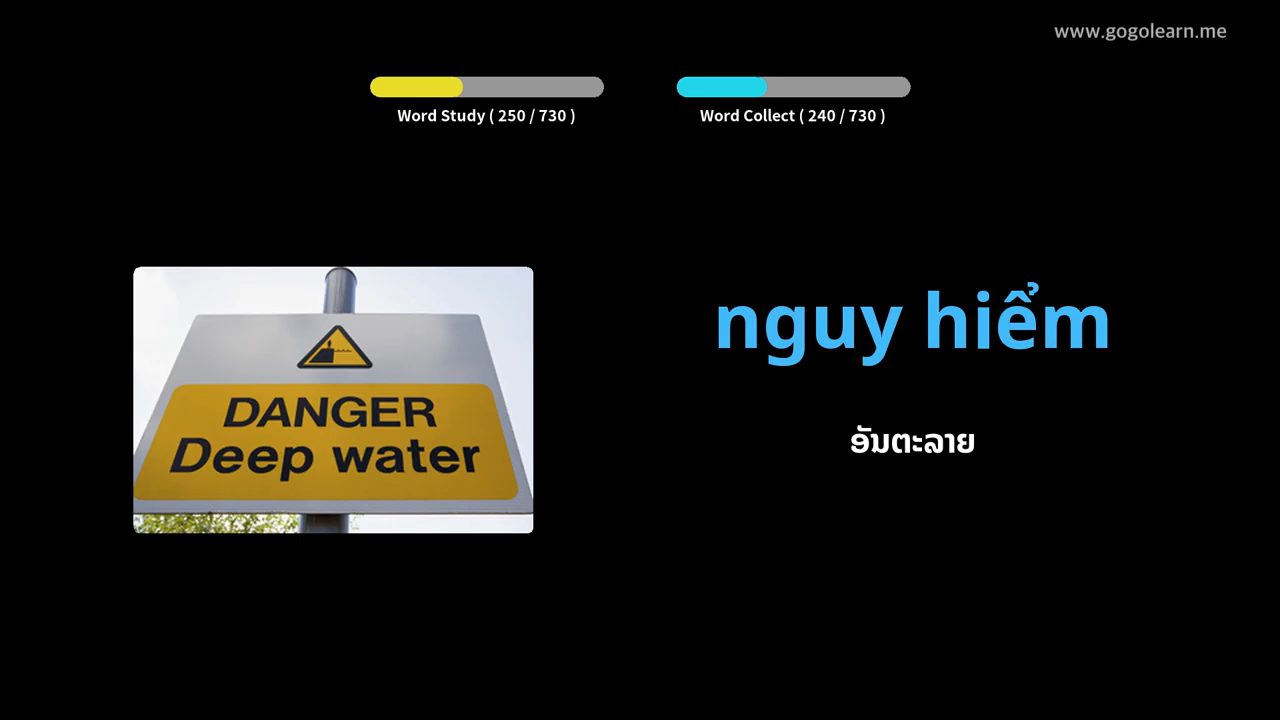 www.gogolearn.me
Word Study ( 250 / 730 )
Word Collect ( 240 / 730 )
DANGER
Deep water
nguy hiểm
ອັນຕະລາຍ